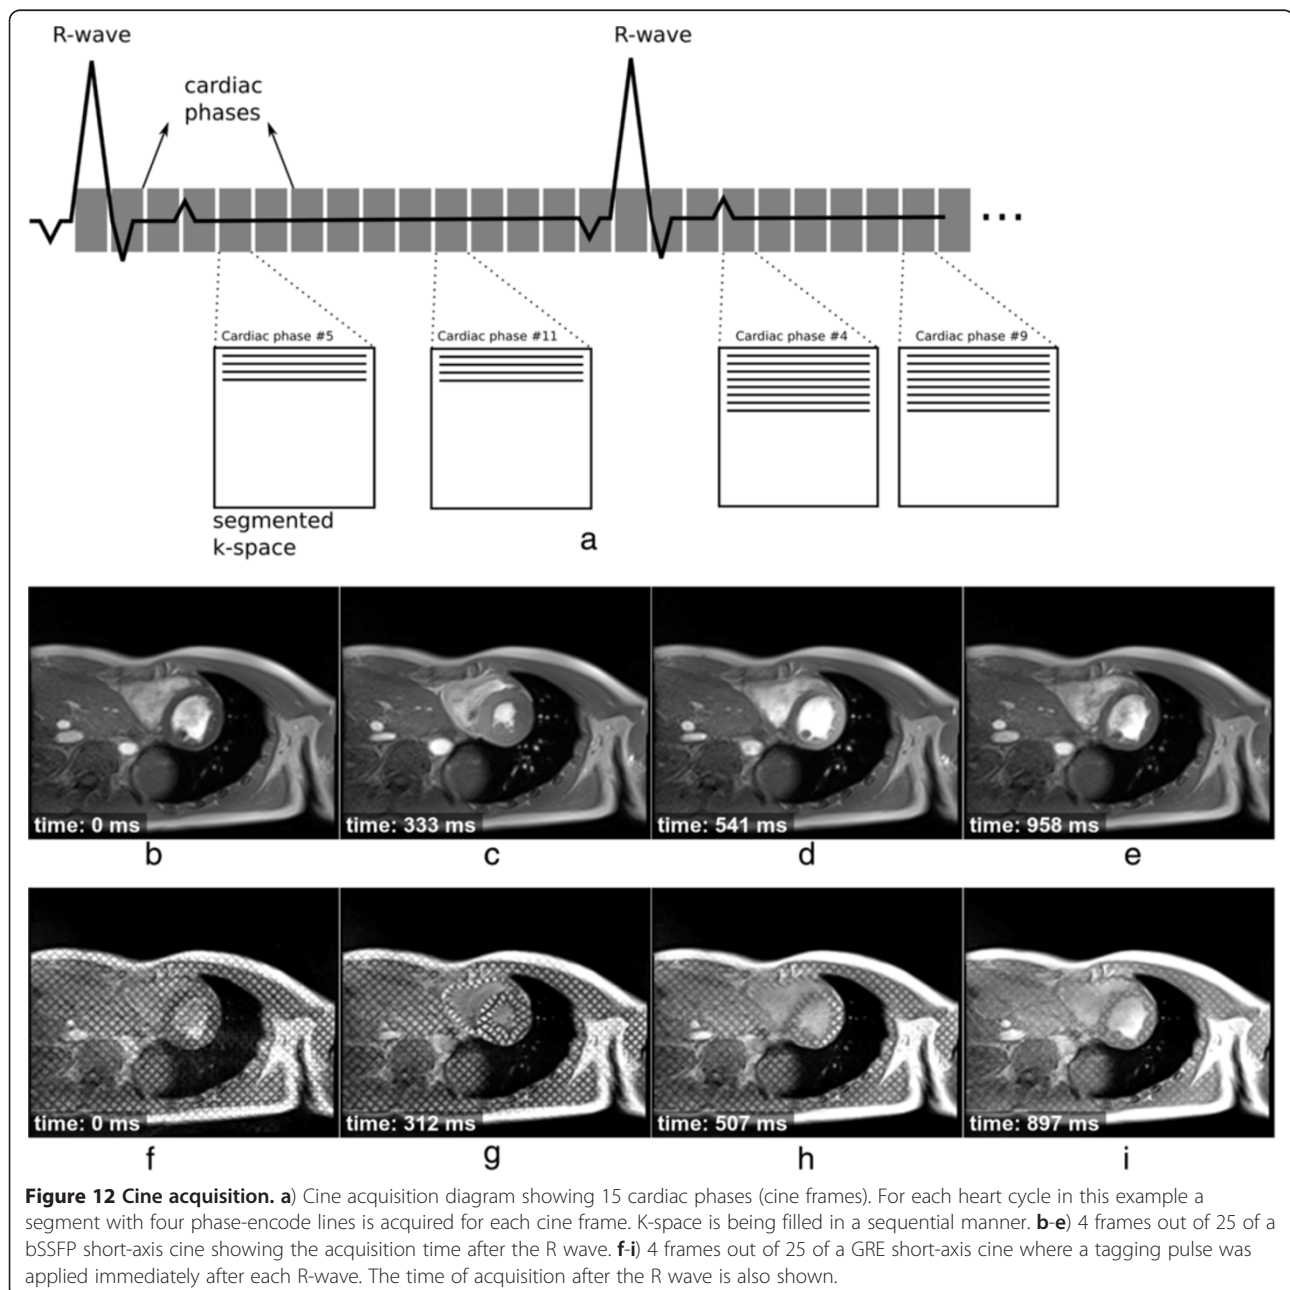 R-wave
R-wave
cardiac
phases
...
Cardiac phase #5
Cardiac phase #11
Cardiac phase #4
Cardiac phase #9
segmented
k-space
a
time: 0 ms
time: 333 ms
time: 541 ms
time: 958 ms
b
c
d
e
time: 0 ms
time: 312 ms
time: 507 ms
time: 897 ms
f
g
h
i
Figure 12 Cine acquisition. a) Cine acquisition diagram showing 15 cardiac phases (cine frames). For each heart cycle in this example a
segment with four phase-encode lines is acquired for each cine frame. K-space is being filled in a sequential manner. b-e) 4 frames out of 25 of a
bSSFP short-axis cine showing the acquisition time after the R wave. f-i) 4 frames out of 25 of a GRE short-axis cine where a tagging pulse was
applied immediately after each R-wave. The time of acquisition after the R wave is also shown.